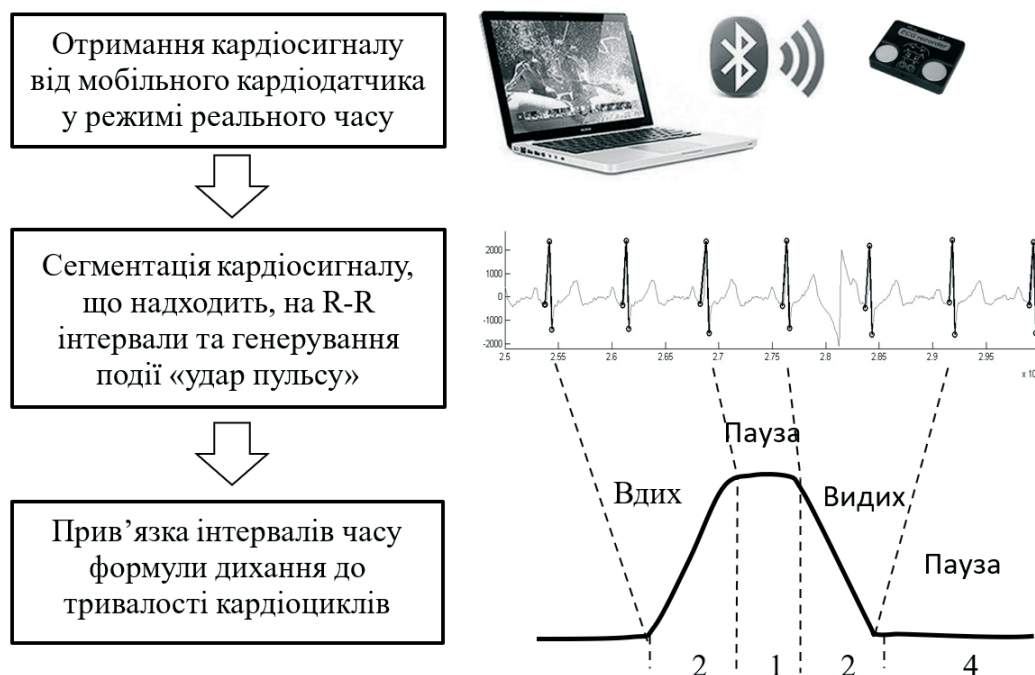 Отримання кардіосигналу
від мобільного кардіодатчика
у режимі реального часу
ECG recorder
Сегментація кардіосигналу,
що надходить, на R-R
інтервали та генерування
події «удар пульсу»
2000
1000
0
-1000
-2000
2.5 2.55 2.6 2.65 2.7 2.75 2.8 2.85 2.9 2.95
x 10
Прив’язка інтервалів часу
формули дихання до
тривалості кардіоциклів
Пауза
Вдих
Видих
Пауза
2 1 2 4